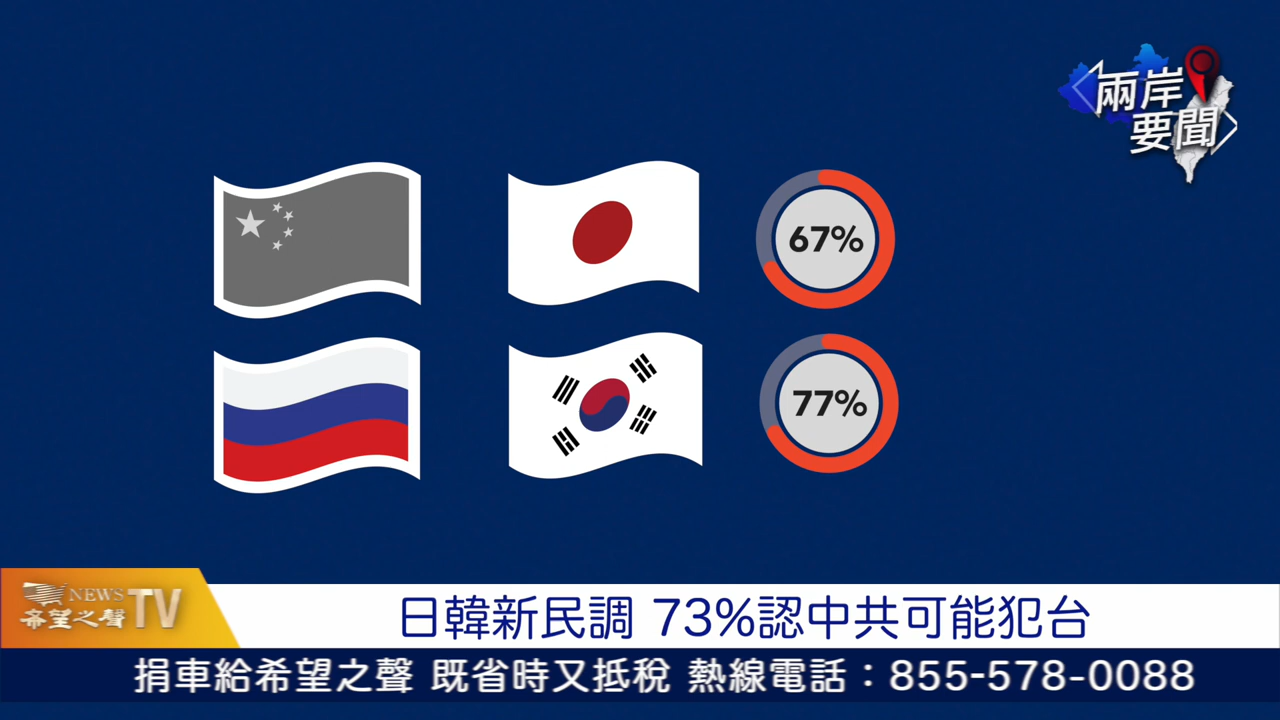 兩岸
要聞
67%
77%
NEWS
希望之聲 TV
日韓新民調 73%認中共可能犯台
捐車給希望之聲 既省時又抵稅 熱線電話：855-578-0088